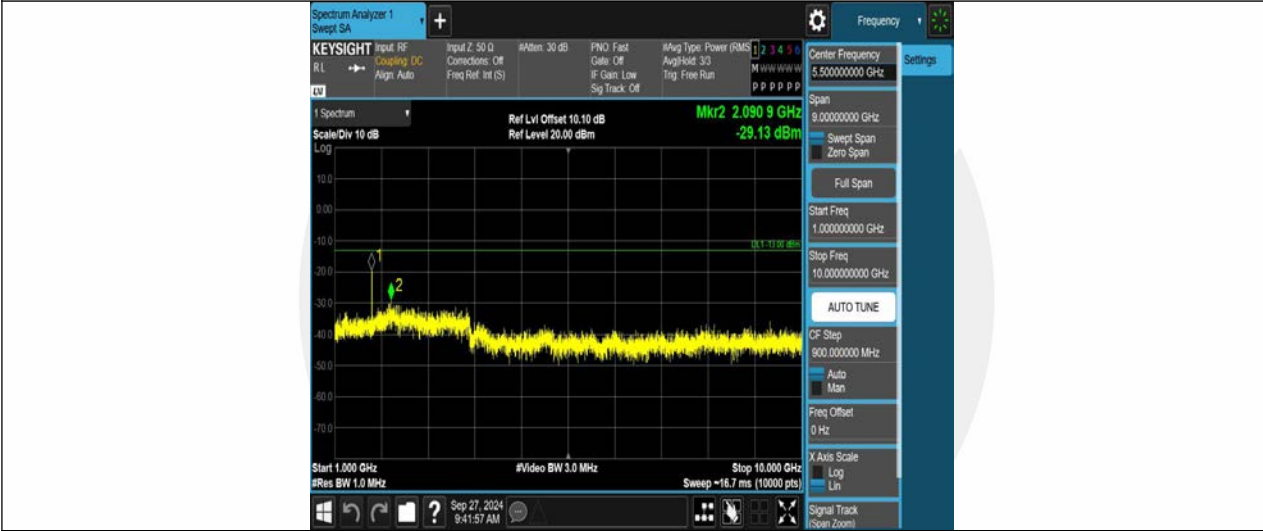 Spectrum Analyzer 1
Swept SA
+
Frequency
KEYSIGHT
RL
LV
Input: RF
Coupling: DC
Align: Auto
Input Z: 50 Ω
Corrections: Off
Freq Ref: Int (S)
#Atten: 30 dB
PNO: Fast
Gate: Off
IF Gain: Low
Sig Track: Off
#Avg Type: Power (RMS
Avg|Hold: 3/3
Trig: Free Run
1 2 3 4 5 6
M W W W W W
P P P P P P
1 Spectrum
Scale/Div 10 dB
Log
Ref Lvl Offset 10.10 dB
Ref Level 20.00 dBm
Mkr2 2.090 9 GHz
-29.13 dBm
10.0
0.00
-10.0
-20.0
-30.0
-40.0
-50.0
-60.0
-70.0
DL1 -13.00 dBm
1
2
Start 1.000 GHz
#Res BW 1.0 MHz
#Video BW 3.0 MHz
Stop 10.000 GHz
Sweep ~16.7 ms (10000 pts)
Center Frequency
5.500000000 GHz
Settings
Span
9.00000000 GHz
Swept Span
Zero Span
Full Span
Start Freq
1.000000000 GHz
Stop Freq
10.000000000 GHz
AUTO TUNE
CF Step
900.000000 MHz
Auto
Man
Freq Offset
0 Hz
X Axis Scale
Log
Lin
Signal Track
(Span Zoom)
?
Sep 27, 2024
9:41:57 AM